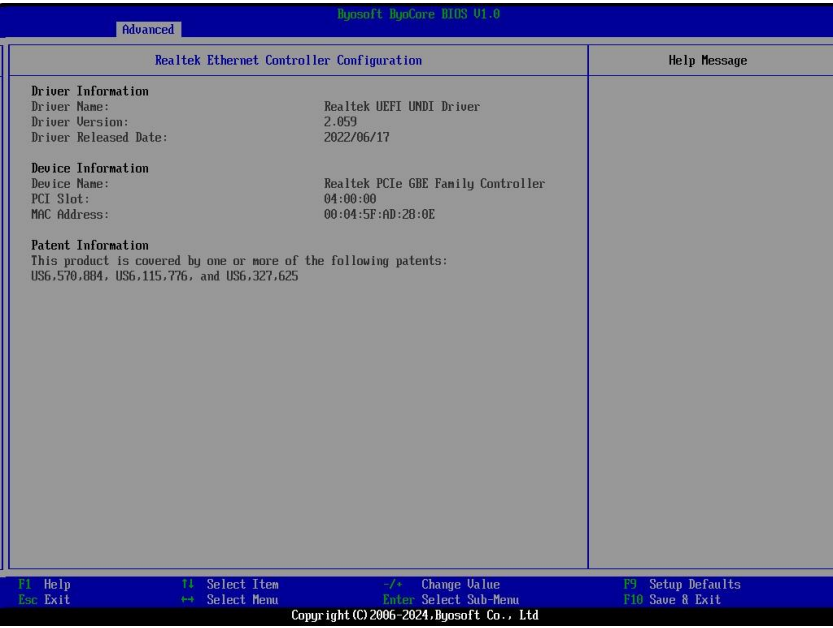 Byosoft ByoCore BIOS V1.0
Advanced
Realtek Ethernet Controller Configuration
Help Message
Driver Information
Driver Name: Realtek UEFI UNDI Driver
Driver Version: 2.059
Driver Released Date: 2022/06/17
Device Information
Device Name: Realtek PCIe GBE Family Controller
PCI Slot: 04:00:00
MAC Address: 00:04:5F:AD:28:0E
Patent Information
This product is covered by one or more of the following patents:
US6,570,884, US6,115,776, and US6,327,625
F1 Help ↑↓ Select Item -/+ Change Value F9 Setup Defaults
Esc Exit ←→ Select Menu Enter Select Sub-Menu F10 Save & Exit
Copyright(C)2006-2024,Byosoft Co., Ltd